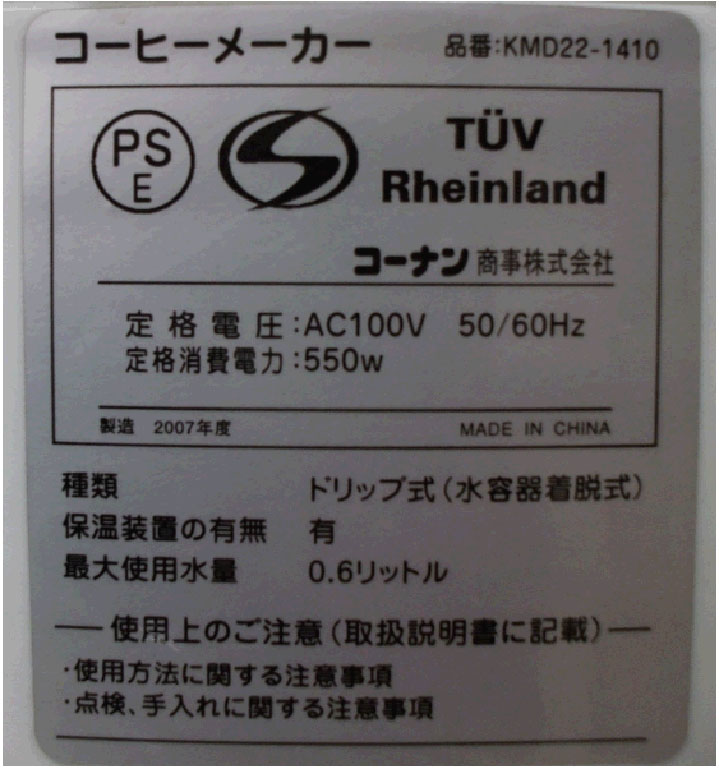 コーヒーメーカー 品番:KMD22-1410
PS
E
TÜV
Rheinland
コーナン商事株式会社
定格電圧:AC100V 50/60Hz
定格消費電力:550w
製造 2007年度 MADE IN CHINA
種類 ドリップ式(水容器着脱式)
保温装置の有無 有
最大使用水量 0.6リットル
使用上のご注意(取扱説明書に記載)
・使用方法に関する注意事項
・点検、手入れに関する注意事項